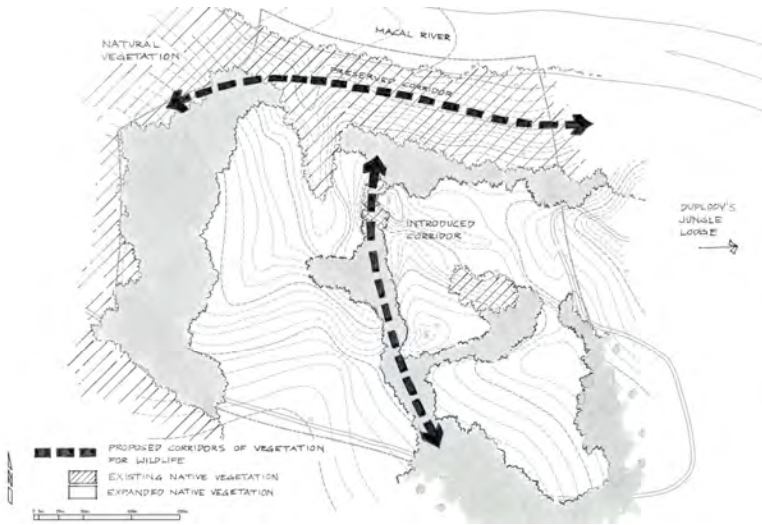 MACAL RIVER
NATURAL
VEGETATION
PRESERVED CORRIDOR
INTRODUCED
CORRIDOR
DUPLODY'S
JUNGLE
LODGE
PROPOSED CORRIDORS OF VEGETATION
FOR WILDLIFE
EXISTING NATIVE VEGETATION
EXPANDED NATIVE VEGETATION